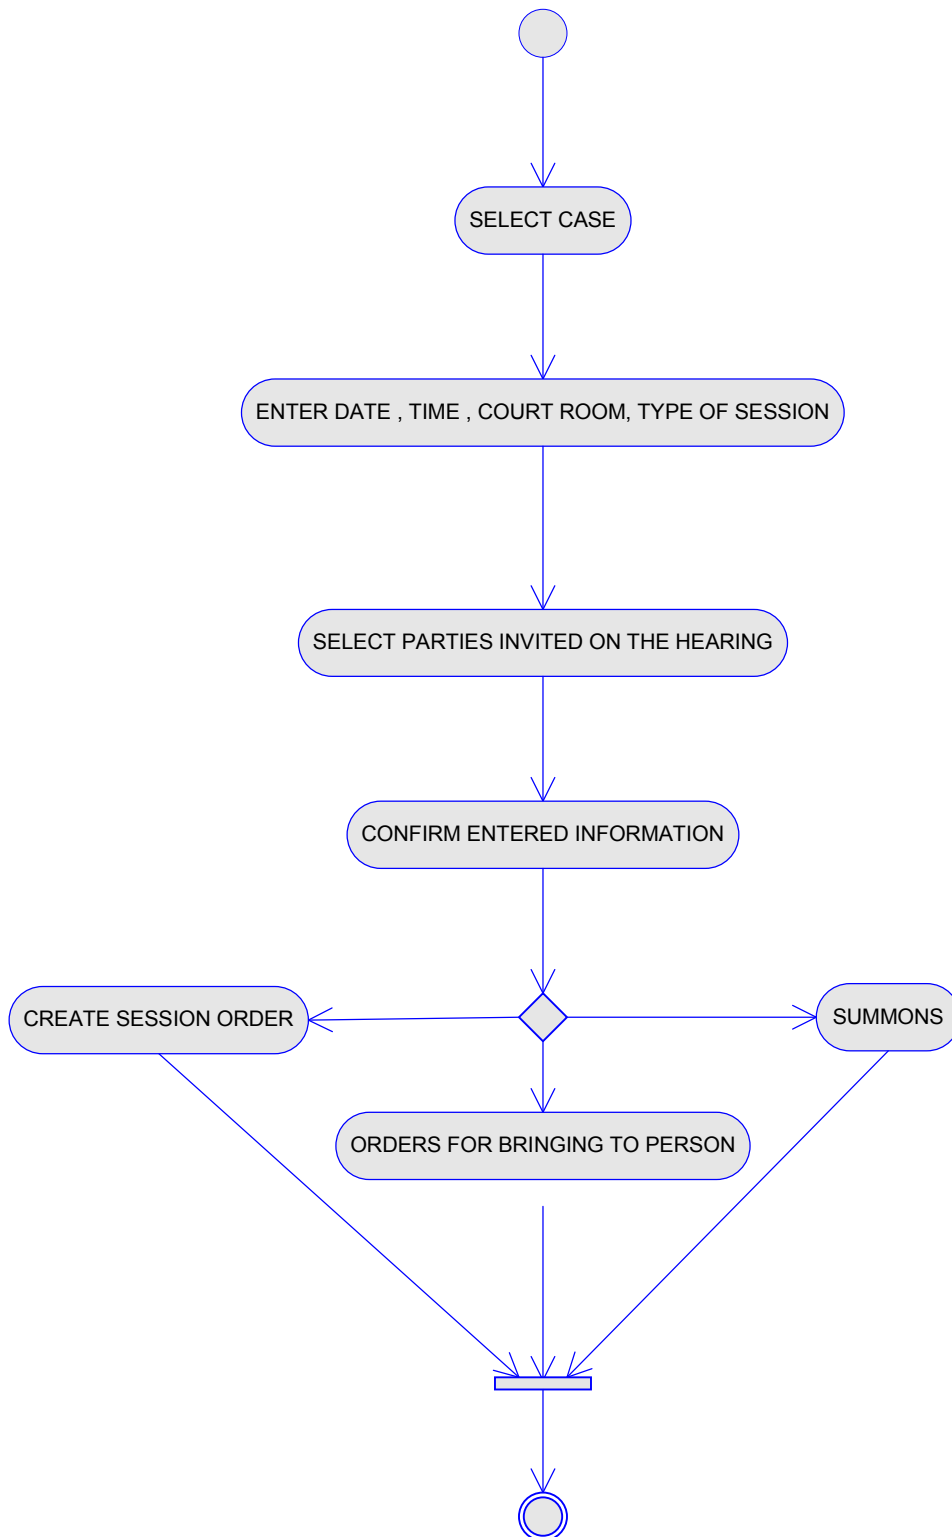 SELECT CASE
ENTER DATE , TIME , COURT ROOM, TYPE OF SESSION
SELECT PARTIES INVITED ON THE HEARING
CONFIRM ENTERED INFORMATION
CREATE SESSION ORDER
SUMMONS
ORDERS FOR BRINGING TO PERSON